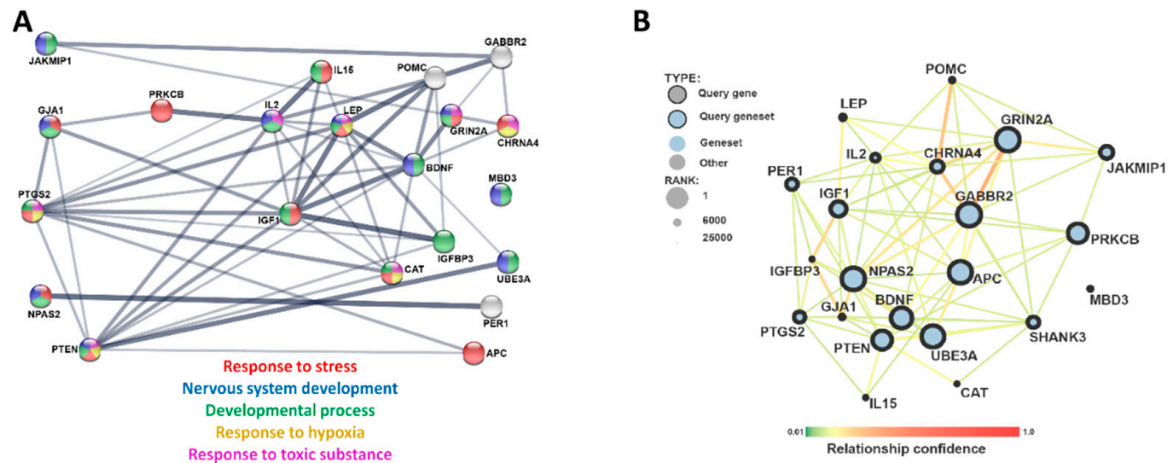 A
JAKMIP1
GABBR2
IL15
POMC
PRKCB
GJA1
IL2
LEP
GRIN2A
CHRNA4
BDNF
MBD3
PTGS2
IGF1
IGFBP3
CAT
UBE3A
NPAS2
PER1
PTEN
APC
Response to stress
Nervous system development
Developmental process
Response to hypoxia
Response to toxic substance
B
TYPE:
Query gene
Query geneset
Geneset
Other
RANK:
1
6000
25000
POMC
LEP
GRIN2A
IL2
CHRNA4
JAKMIP1
PER1
IGF1
GABBR2
PRKCB
IGFBP3
NPAS2
APC
MBD3
GJA1
BDNF
PTGS2
PTEN
UBE3A
SHANK3
CAT
IL15
0.01
1.0
Relationship confidence